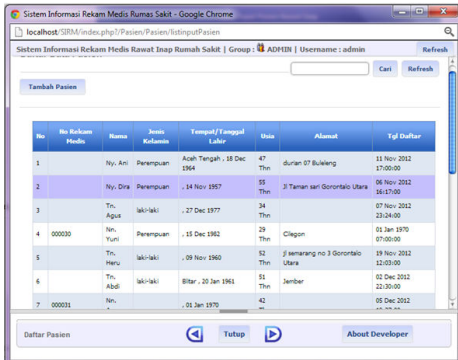 Sistem Informasi Rekam Medis Rumas Sakit - Google Chrome
localhost/SIRM/index.php?/Pasien/Pasien/listinputPasien
Sistem Informasi Rekam Medis Rawat Inap Rumah Sakit | Group : ADMIN | Username : admin Refresh
Cari Refresh
Tambah Pasien
No No Rekam Medis Nama Jenis Kelamin Tempat/Tanggal Lahir Usia Alamat Tgl Daftar
1 Ny. Ani Perempuan Aceh Tengah , 18 Dec 1964 47 Thn durian 07 Buleleng 11 Nov 2012 17:00:00
2 Ny. Dira Perempuan , 14 Nov 1957 55 Thn Jl Taman sari Gorontalo Utara 06 Nov 2012 16:17:00
3 Tn. Agus laki-laki , 27 Dec 1977 34 Thn 07 Nov 2012 23:24:00
4 000030 Nn. Yuni Perempuan , 15 Dec 1982 29 Thn Cilegon 01 Jan 1970 07:00:00
5 Tn. Heru laki-laki , 09 Nov 1960 52 Thn jl semarang no 3 Gorontalo Utara 19 Nov 2012 12:03:00
6 Tn. Abdi laki-laki Blitar , 20 Jan 1961 51 Thn Jember 02 Dec 2012 22:30:00
7 000031 Nn. , 01 Jan 1970 42 05 Dec 2012
Daftar Pasien Tutup About Developer